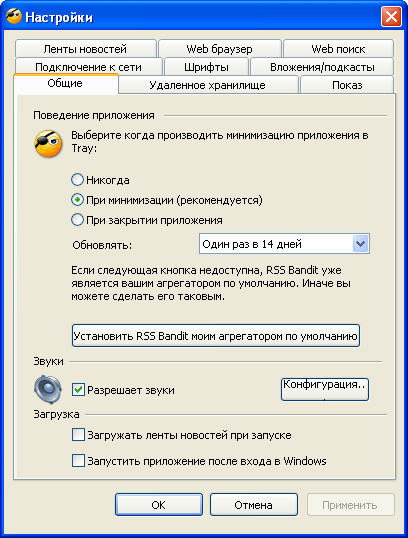 Настройки
Ленты новостей
Web браузер
Web поиск
Подключение к сети
Шрифты
Вложения/подкасты
Общие
Удаленное хранилище
Показ
Поведение приложения
Выберите когда производить минимизацию приложения в
Tray:
Никогда
При минимизации (рекомендуется)
При закрытии приложения
Обновлять:
Один раз в 14 дней
Если следующая кнопка недоступна, RSS Bandit уже
является вашим агрегатором по умолчанию. Иначе вы
можете сделать его таковым.
Установить RSS Bandit моим агрегатором по умолчанию
Звуки
Разрешает звуки
Конфигурация..
.
Загрузка
Загружать ленты новостей при запуске
Запустить приложение после входа в Windows
OK
Отмена
Применить